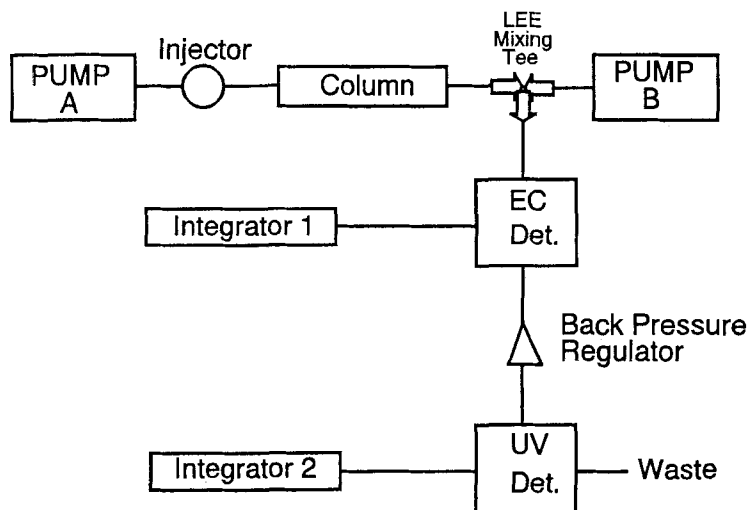 PUMP
A
Injector
Column
LEE
Mixing
Tee
PUMP
B
Integrator 1
EC
Det.
Back Pressure
Regulator
Integrator 2
UV
Det.
Waste